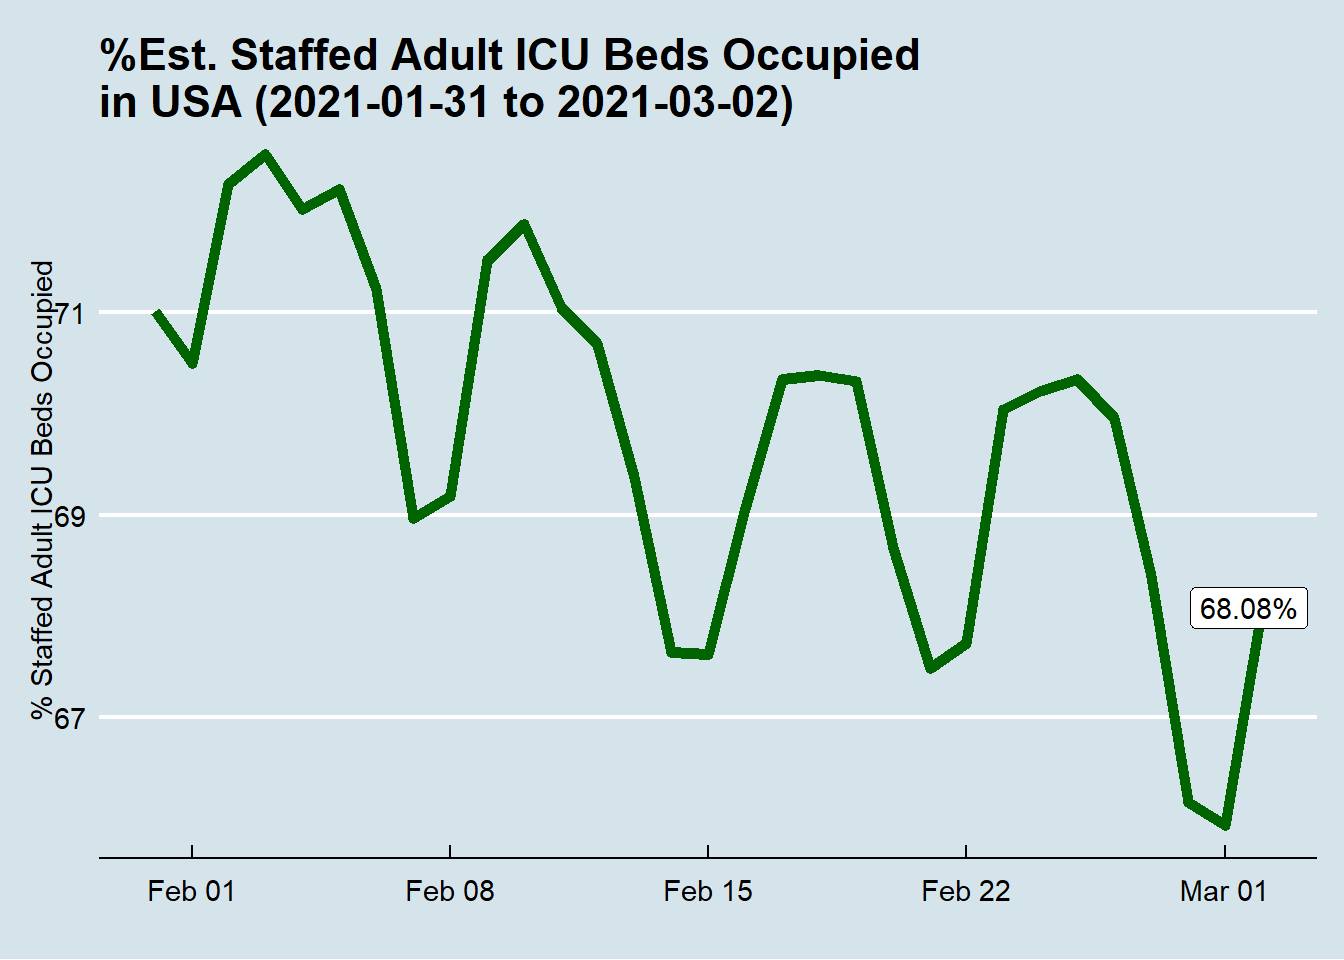 %Est. Staffed Adult ICU Beds Occupied
in USA (2021-01-31 to 2021-03-02)
% Staffed Adult ICU Beds Occupied
71
69
67
68.08%
Feb 01
Feb 08
Feb 15
Feb 22
Mar 01